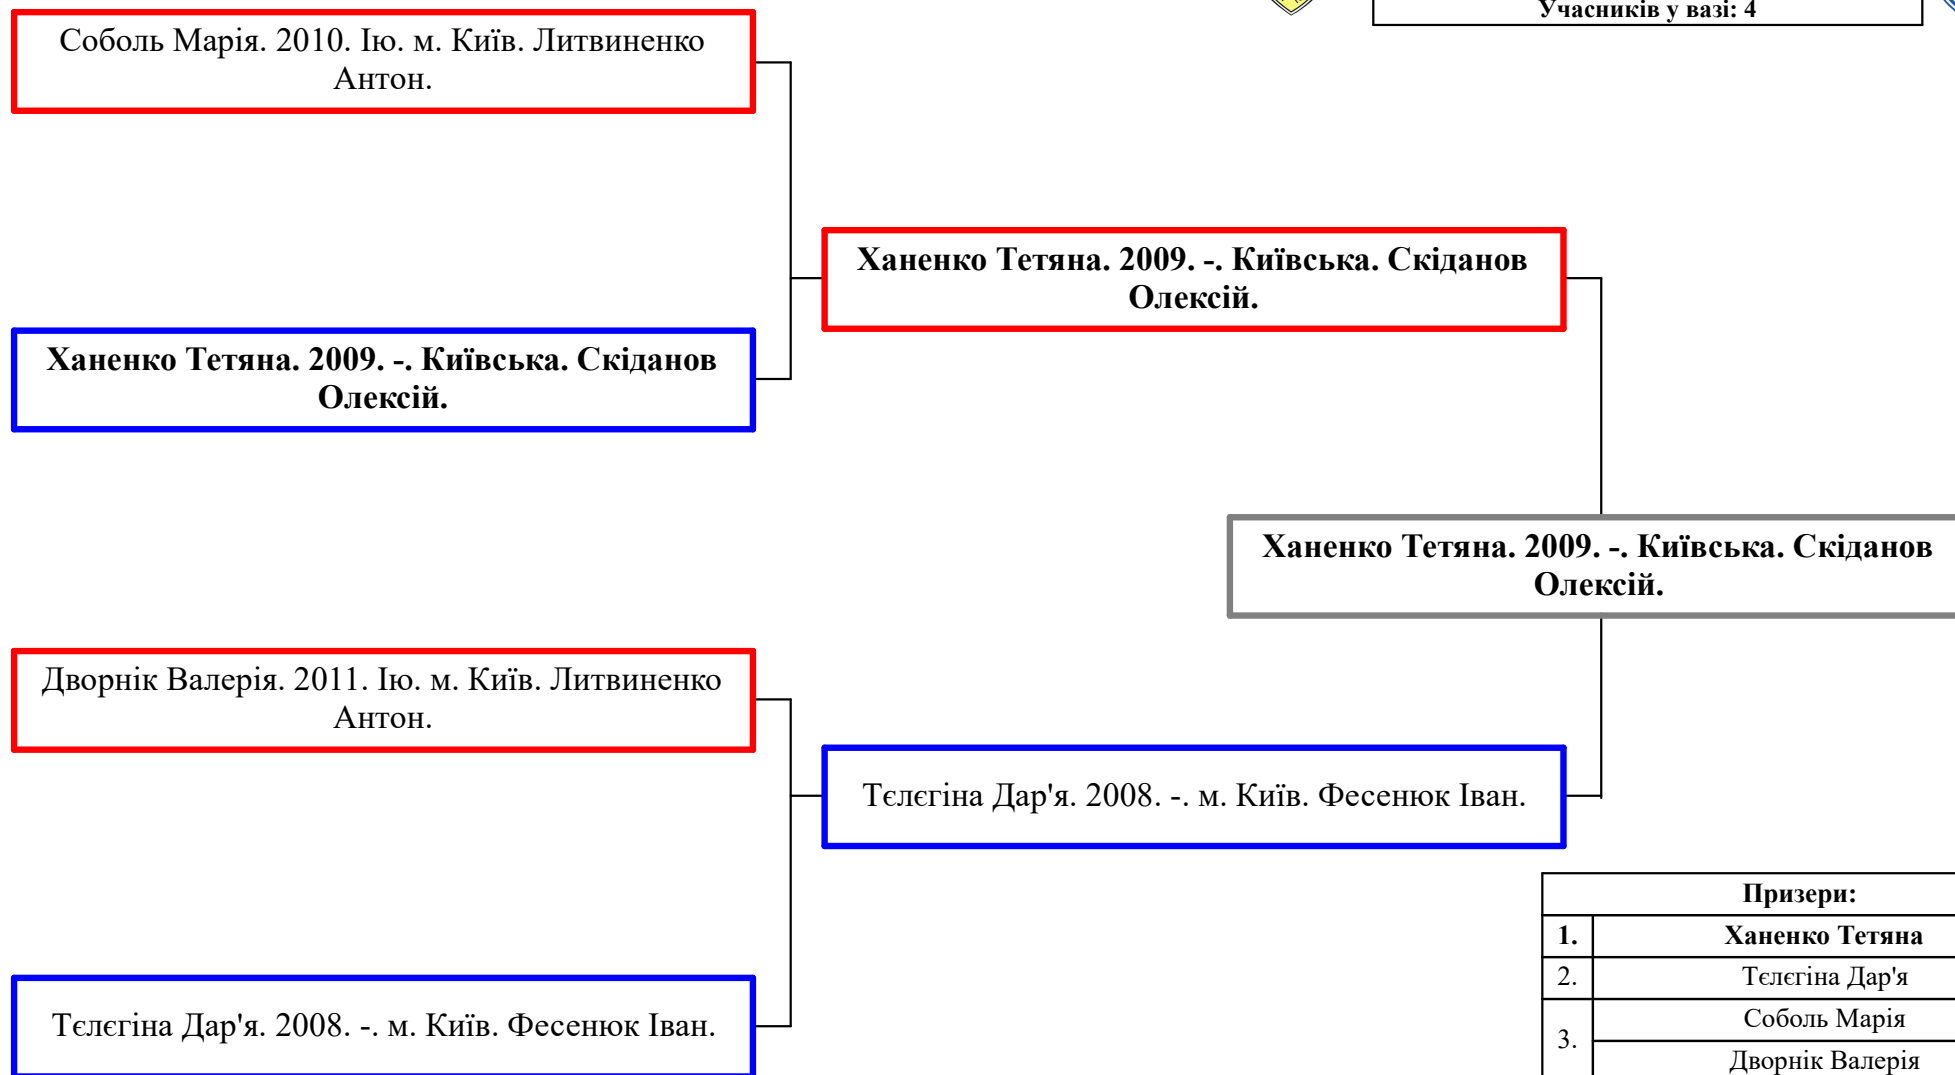 Учасників у вазі: 4
Соболь Марія. 2010. Ію. м. Київ. Литвиненко
Антон.
Ханенко Тетяна. 2009. -. Київська. Скіданов
Олексій.
Ханенко Тетяна. 2009. -. Київська. Скіданов
Олексій.
Ханенко Тетяна. 2009. -. Київська. Скіданов
Олексій.
Дворнік Валерія. 2011. Ію. м. Київ. Литвиненко
Антон.
Тєлєгіна Дар'я. 2008. -. м. Київ. Фесенюк Іван.
Тєлєгіна Дар'я. 2008. -. м. Київ. Фесенюк Іван.
Призери:
1. Ханенко Тетяна
2. Тєлєгіна Дар'я
3. Соболь Марія
Дворнік Валерія